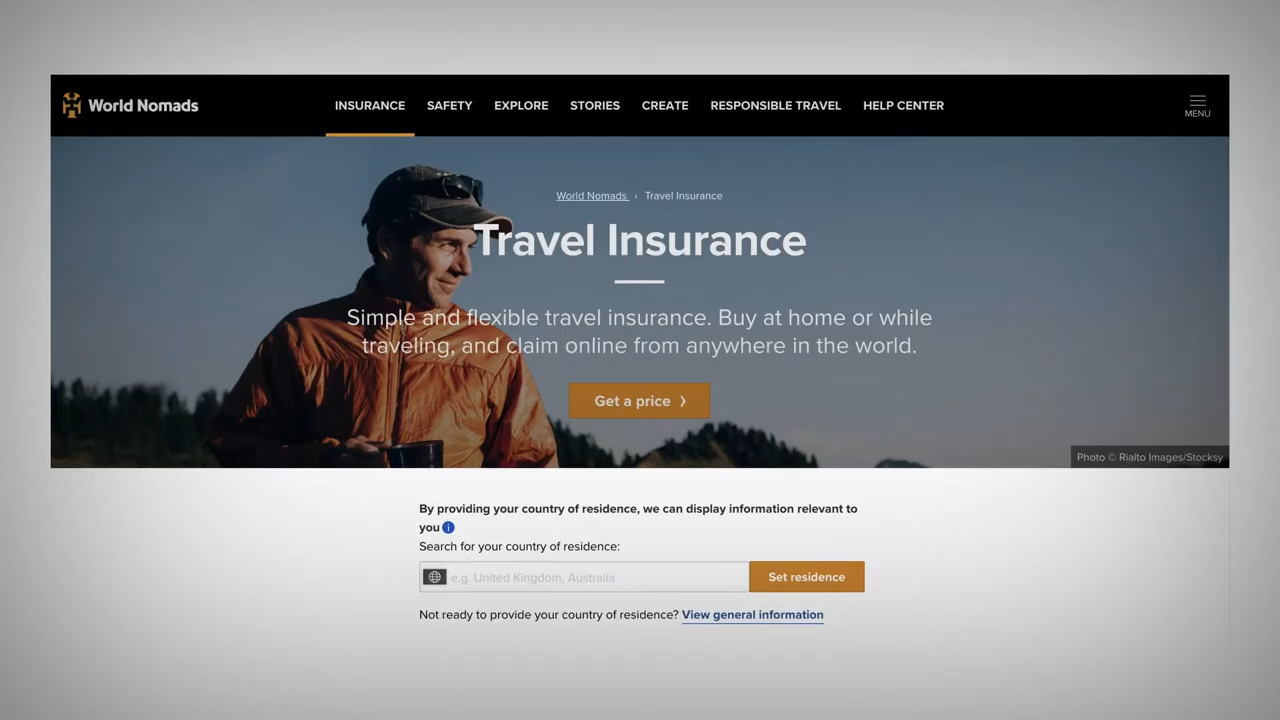 World Nomads
INSURANCE
SAFETY
EXPLORE
STORIES
CREATE
RESPONSIBLE TRAVEL
HELP CENTER
MENU
World Nomads › Travel Insurance
Travel Insurance
Simple and flexible travel insurance. Buy at home or while
traveling, and claim online from anywhere in the world.
Get a price ❯
Photo © Rialto Images/Stocksy
By providing your country of residence, we can display information relevant to
you i
Search for your country of residence:
e.g. United Kingdom, Australia
Set residence
Not ready to provide your country of residence? View general information